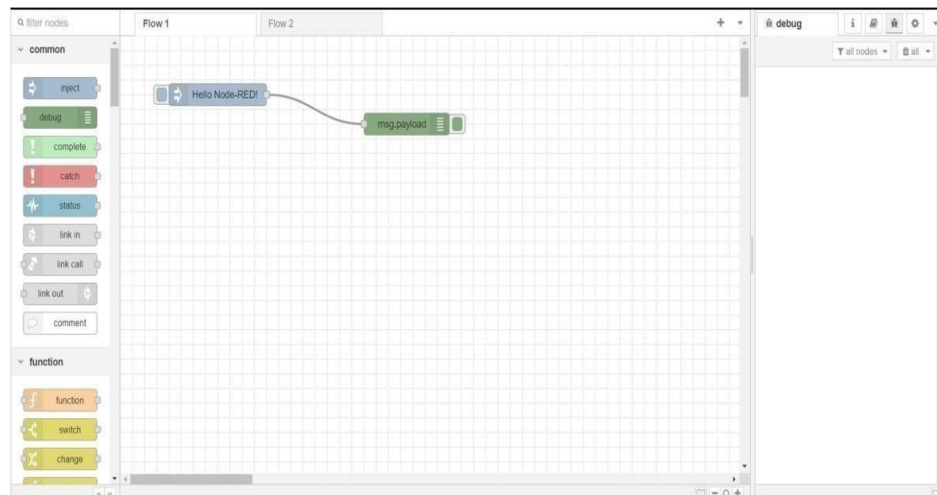 filter nodes
Flow 1
Flow 2
debug
i
common
all nodes
all
inject
Hello Node-RED!
debug
msg.payload
complete
catch
status
link in
link call
link out
comment
function
function
switch
change